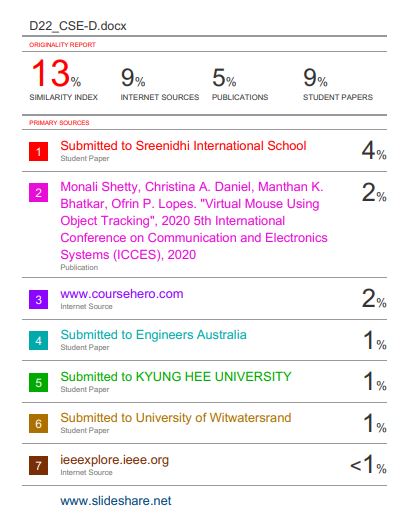 D22_CSE-D.docx
ORIGINALITY REPORT
13% 9% 5% 9%
SIMILARITY INDEX INTERNET SOURCES PUBLICATIONS STUDENT PAPERS
PRIMARY SOURCES
1 Submitted to Sreenidhi International School 4%
Student Paper
2 Monali Shetty, Christina A. Daniel, Manthan K. 2%
Bhatkar, Ofrin P. Lopes. "Virtual Mouse Using
Object Tracking", 2020 5th International
Conference on Communication and Electronics
Systems (ICCES), 2020
Publication
3 www.coursehero.com 2%
Internet Source
4 Submitted to Engineers Australia 1%
Student Paper
5 Submitted to KYUNG HEE UNIVERSITY 1%
Student Paper
6 Submitted to University of Witwatersrand 1%
Student Paper
7 ieeexplore.ieee.org <1%
Internet Source
www.slideshare.net